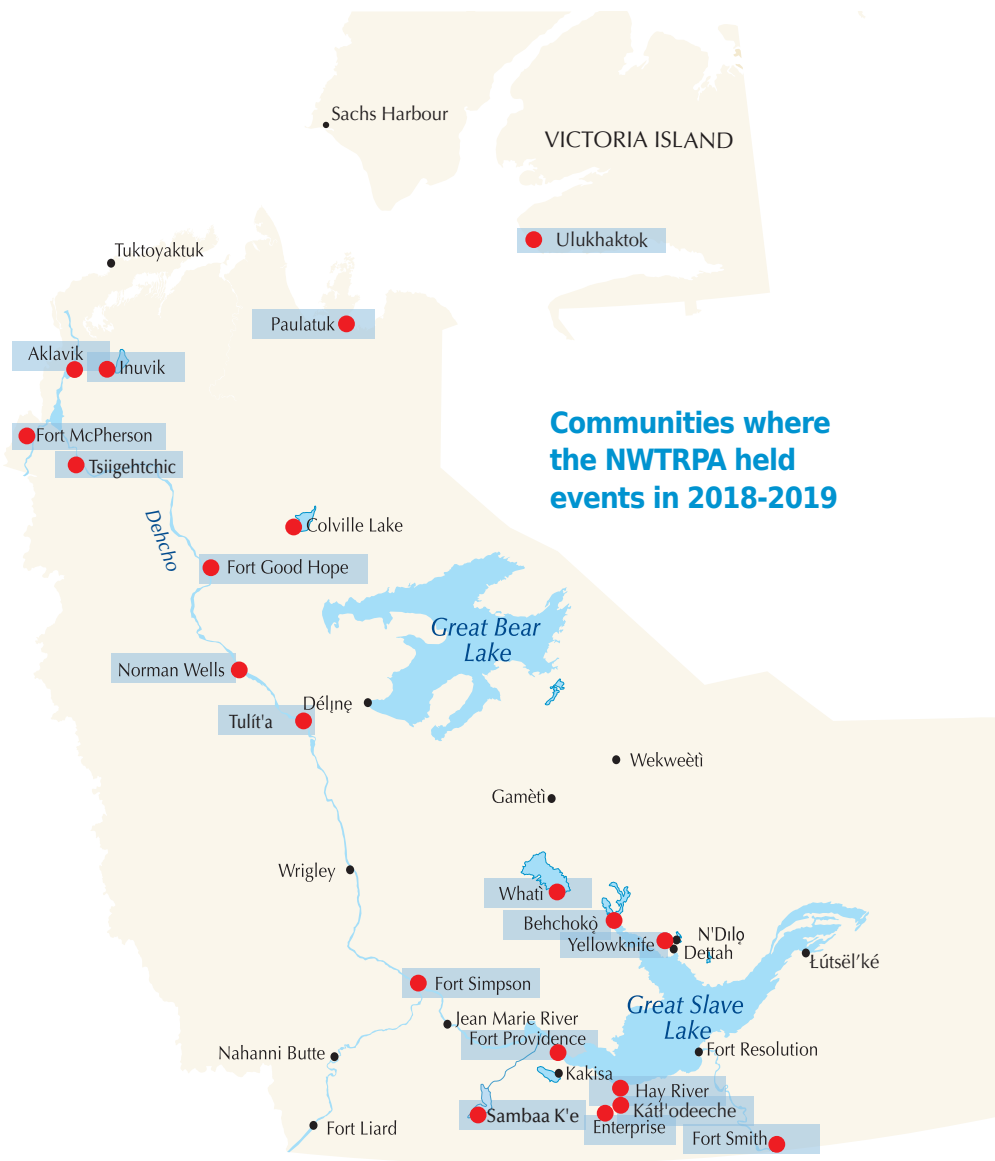 Sachs Harbour
VICTORIA ISLAND
Ulukhaktok
Tuktoyaktuk
Paulatuk
Aklavik
Inuvik
Communities where
the NWTRPA held
events in 2018-2019
Fort McPherson
Tsiigehtchic
Dehcho
Colville Lake
Fort Good Hope
Great Bear
Lake
Norman Wells
Délı̨nę
Tulít'a
Wekweètì
Gamètì
Wrigley
Whatì
Behchokǫ̀
Yellowknife
N'Dılǫ
Dettah
Łútsël’ké
Fort Simpson
Great Slave
Lake
Jean Marie River
Fort Providence
Nahanni Butte
Fort Resolution
Kakisa
Hay River
Kátł'odeeche
Sambaa K'e
Enterprise
Fort Liard
Fort Smith